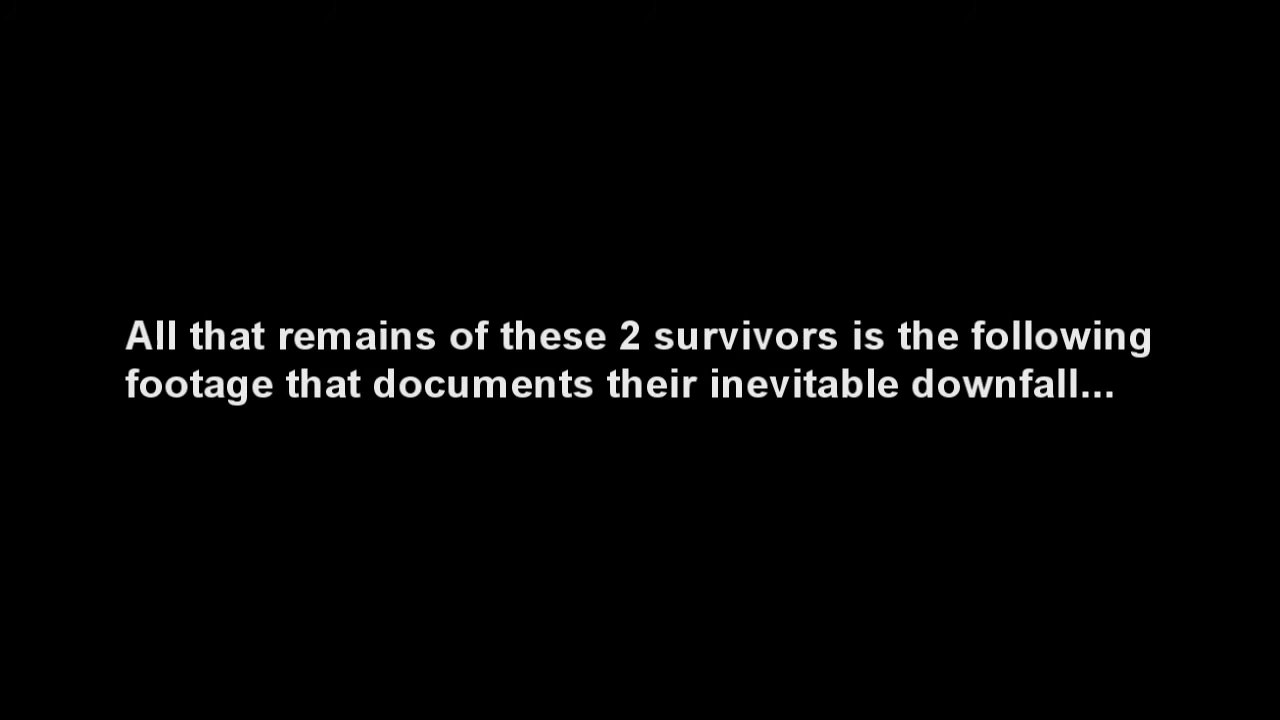 All that remains of these 2 survivors is the following
footage that documents their inevitable downfall...